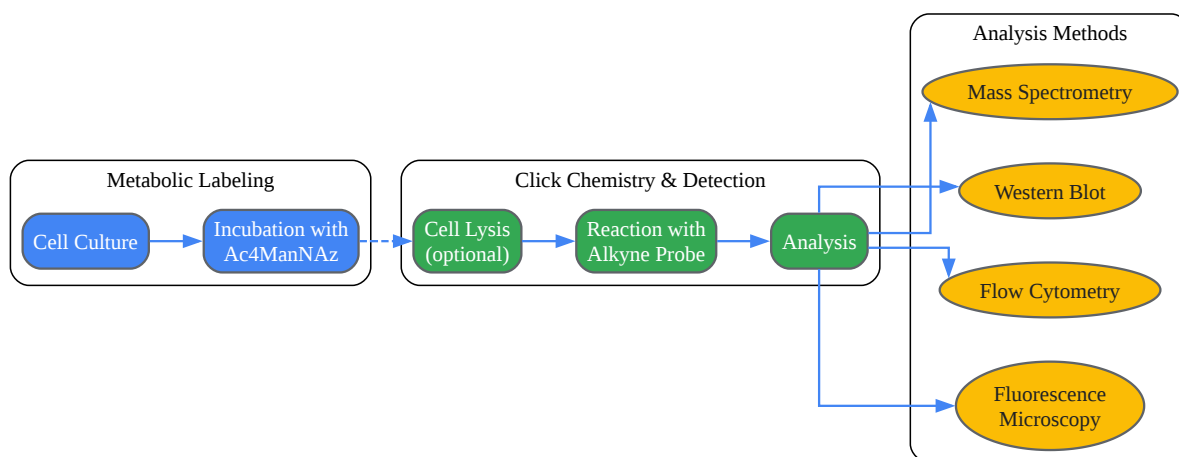 Metabolic Labeling
Cell Culture
Incubation with
Ac4ManNAz
Click Chemistry & Detection
Cell Lysis
(optional)
Reaction with
Alkyne Probe
Analysis
Analysis Methods
Mass Spectrometry
Western Blot
Flow Cytometry
Fluorescence
Microscopy